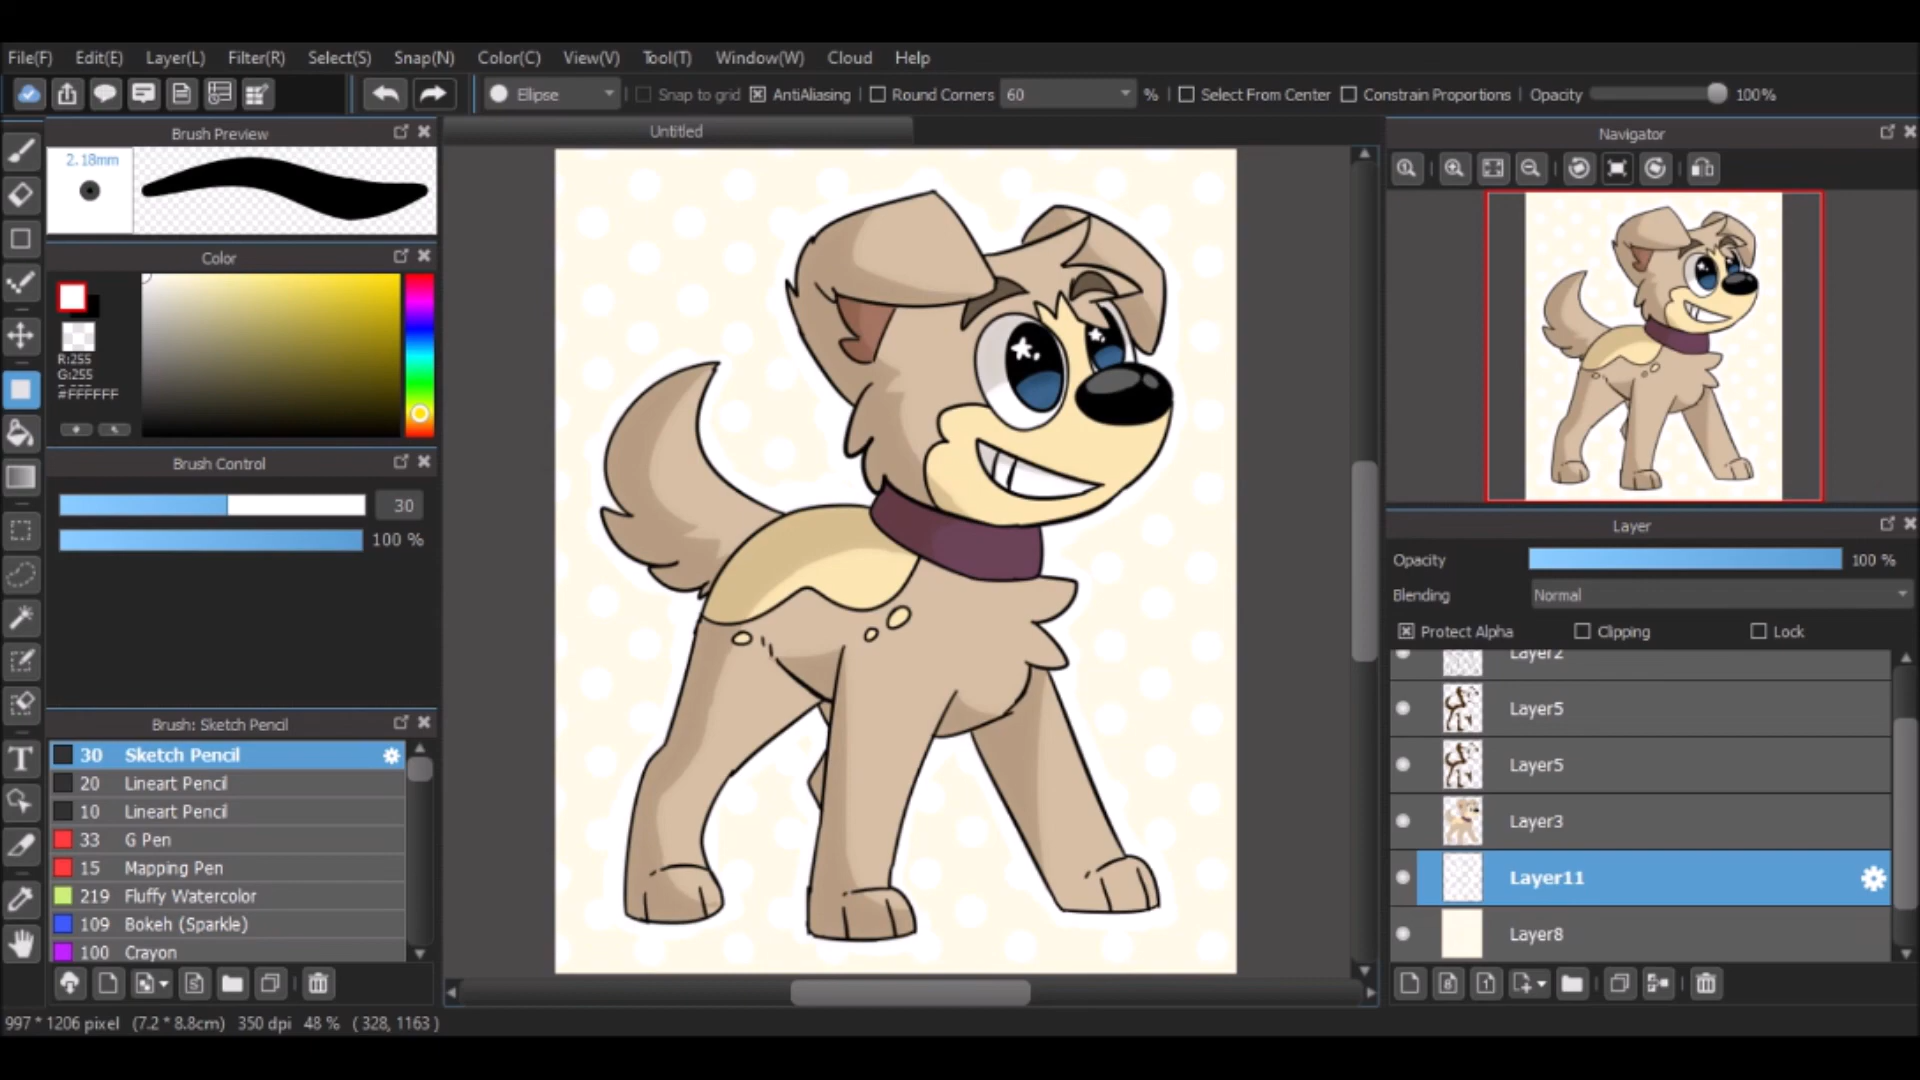 File(F) Edit(E) Layer(L) Filter(R) Select(S) Snap(N) Color(C) View(V) Tool(T) Window(W) Cloud Help
Ellipse Snap to grid AntiAliasing Round Corners 60 % Select From Center Constrain Proportions Opacity 100%
Brush Preview
2.18mm
Color
R:255
G:255
#FFFFFF
Brush Control
30
100 %
Brush: Sketch Pencil
30 Sketch Pencil
20 Lineart Pencil
10 Lineart Pencil
33 G Pen
15 Mapping Pen
219 Fluffy Watercolor
109 Bokeh (Sparkle)
100 Crayon
997 * 1206 pixel (7.2 * 8.8cm) 350 dpi 48 % ( 328, 1163 )
Untitled
Navigator
Layer
Opacity 100 %
Blending Normal
Protect Alpha Clipping Lock
Layer2
Layer5
Layer5
Layer3
Layer11
Layer8